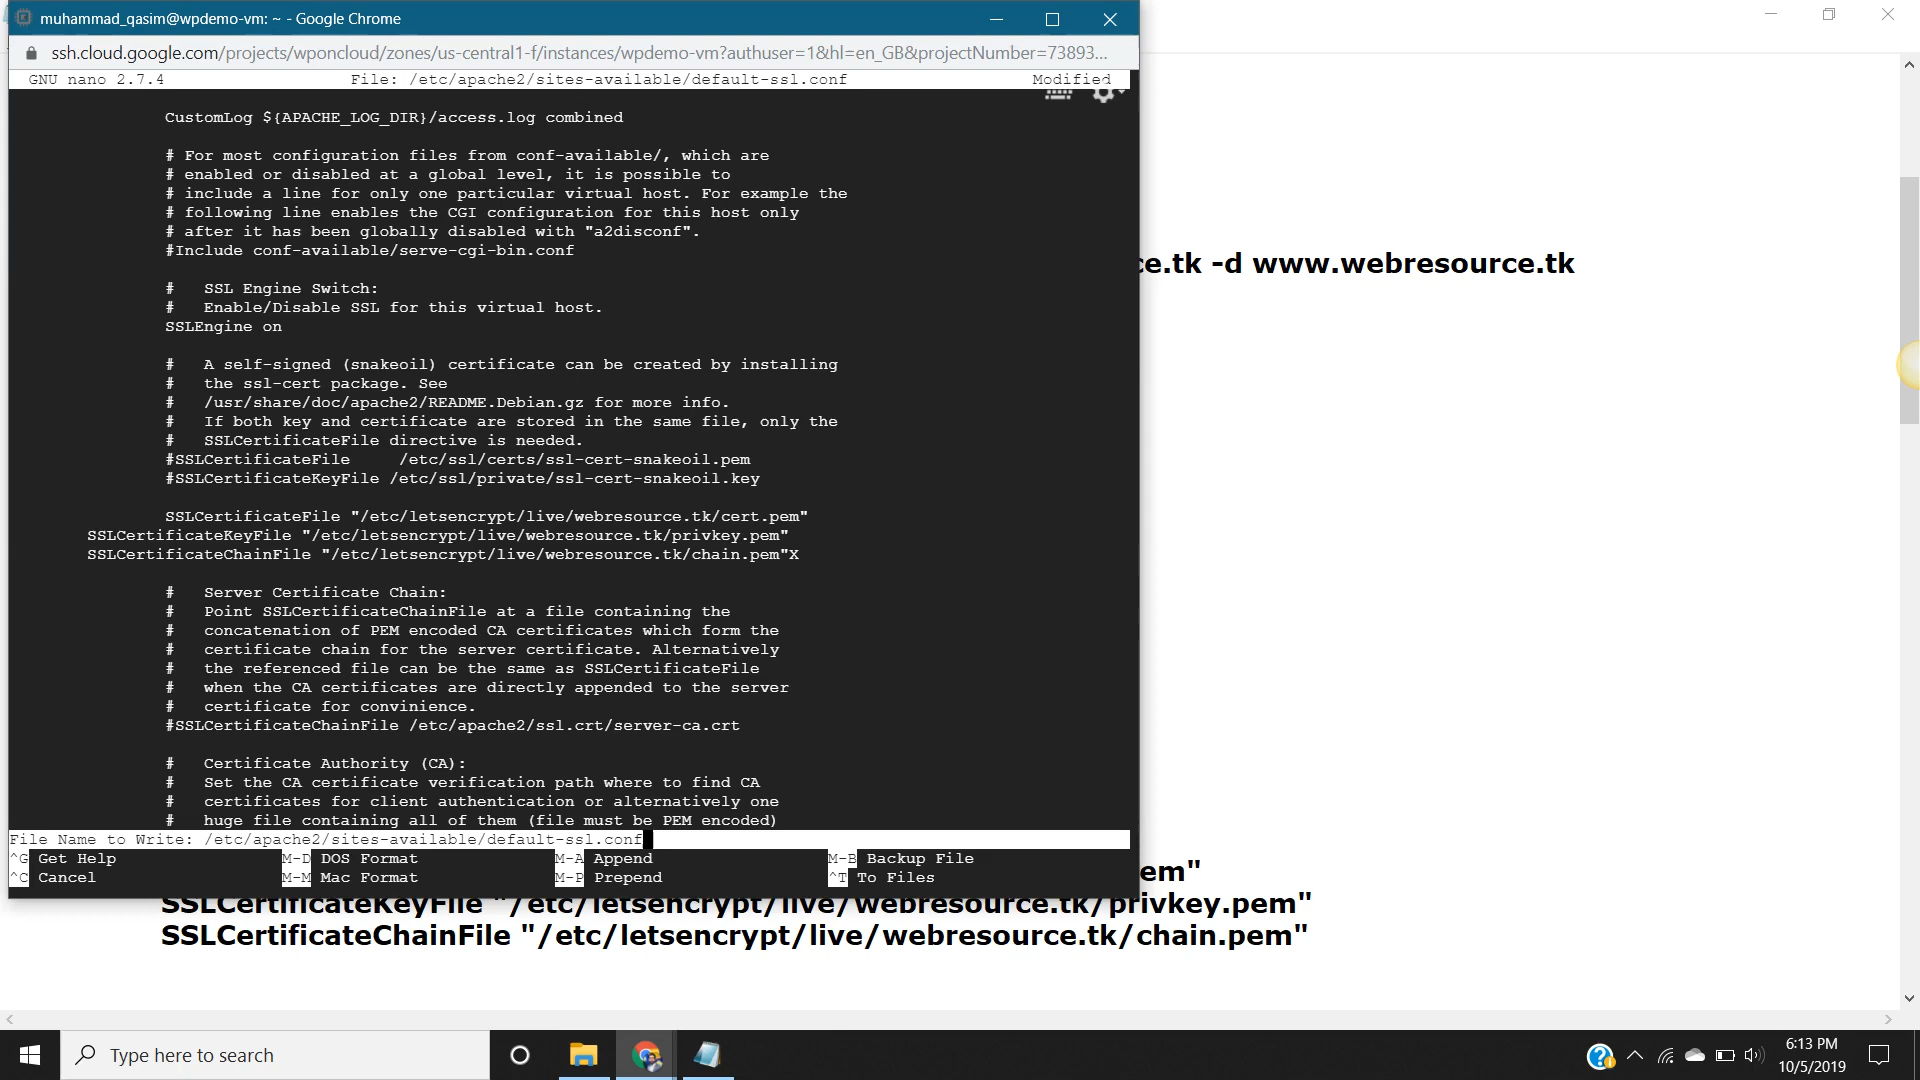 muhammad_qasim@wpdemo-vm: ~ - Google Chrome
ssh.cloud.google.com/projects/wponcloud/zones/us-central1-f/instances/wpdemo-vm?authuser=1&hl=en_GB&projectNumber=73893...
GNU nano 2.7.4 File: /etc/apache2/sites-available/default-ssl.conf Modified
CustomLog ${APACHE_LOG_DIR}/access.log combined
# For most configuration files from conf-available/, which are
# enabled or disabled at a global level, it is possible to
# include a line for only one particular virtual host. For example the
# following line enables the CGI configuration for this host only
# after it has been globally disabled with "a2disconf".
#Include conf-available/serve-cgi-bin.conf
ce.tk -d www.webresource.tk
# SSL Engine Switch:
# Enable/Disable SSL for this virtual host.
SSLEngine on
# A self-signed (snakeoil) certificate can be created by installing
# the ssl-cert package. See
# /usr/share/doc/apache2/README.Debian.gz for more info.
# If both key and certificate are stored in the same file, only the
# SSLCertificateFile directive is needed.
#SSLCertificateFile /etc/ssl/certs/ssl-cert-snakeoil.pem
#SSLCertificateKeyFile /etc/ssl/private/ssl-cert-snakeoil.key
SSLCertificateFile "/etc/letsencrypt/live/webresource.tk/cert.pem"
SSLCertificateKeyFile "/etc/letsencrypt/live/webresource.tk/privkey.pem"
SSLCertificateChainFile "/etc/letsencrypt/live/webresource.tk/chain.pem"X
# Server Certificate Chain:
# Point SSLCertificateChainFile at a file containing the
# concatenation of PEM encoded CA certificates which form the
# certificate chain for the server certificate. Alternatively
# the referenced file can be the same as SSLCertificateFile
# when the CA certificates are directly appended to the server
# certificate for convinience.
#SSLCertificateChainFile /etc/apache2/ssl.crt/server-ca.crt
# Certificate Authority (CA):
# Set the CA certificate verification path where to find CA
# certificates for client authentication or alternatively one
# huge file containing all of them (file must be PEM encoded)
File Name to Write: /etc/apache2/sites-available/default-ssl.conf
^G Get Help M-D DOS Format M-A Append M-B Backup File
^C Cancel M-M Mac Format M-P Prepend ^T To Files
em"
SSLCertificateKeyFile "/etc/letsencrypt/live/webresource.tk/privkey.pem"
SSLCertificateChainFile "/etc/letsencrypt/live/webresource.tk/chain.pem"
Type here to search
6:13 PM
10/5/2019